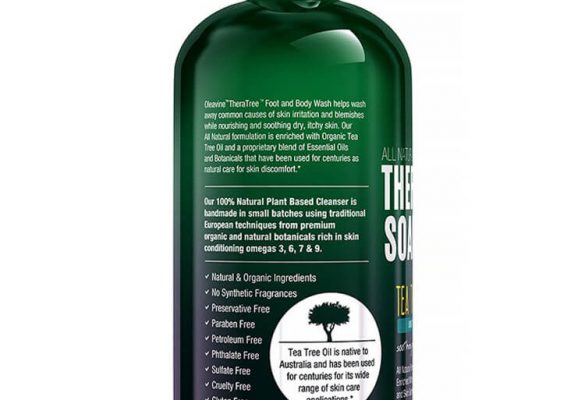 Oleavine™ TheraTree™ Foot and Body Wash helps wash
away common causes of skin irritation and blemishes
while nourishing and soothing dry, itchy skin. Our
All Natural formulation is enriched with Organic Tea
Tree Oil and a proprietary blend of Essential Oils
and Botanicals that have been used for centuries as
natural care for skin discomfort.*
Our 100% Natural Plant Based Cleanser is
handmade in small batches using traditional
European techniques from premium
organic and natural botanicals rich in skin
conditioning omegas 3, 6, 7 & 9.
✓ Natural & Organic Ingredients
✓ No Synthetic Fragrances
✓ Preservative Free
✓ Paraben Free
✓ Petroleum Free
✓ Phthalate Free
✓ Sulfate Free
✓ Cruelty Free
✓ Gluten Free
Tea Tree Oil is native to
Australia and has been used
for centuries for its wide
range of skin care
applications.*
ALL NATU
THE
SOA
TEA T